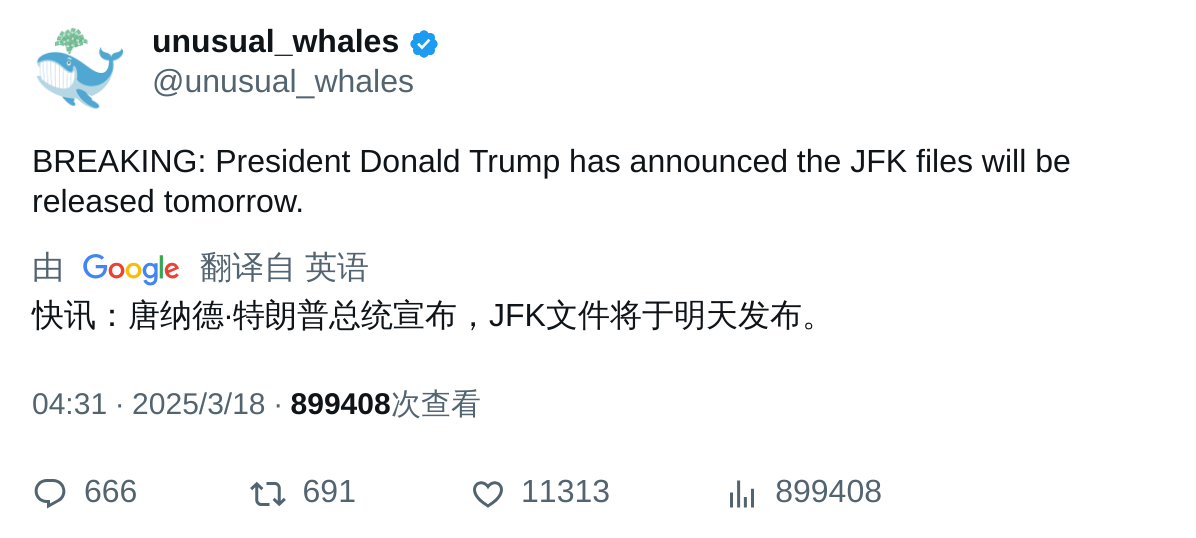 unusual_whales
@unusual_whales
BREAKING: President Donald Trump has announced the JFK files will be
released tomorrow.
由 Google 翻译自 英语
快讯：唐纳德·特朗普总统宣布，JFK文件将于明天发布。
04:31 · 2025/3/18 · 899408次查看
666 691 11313 899408